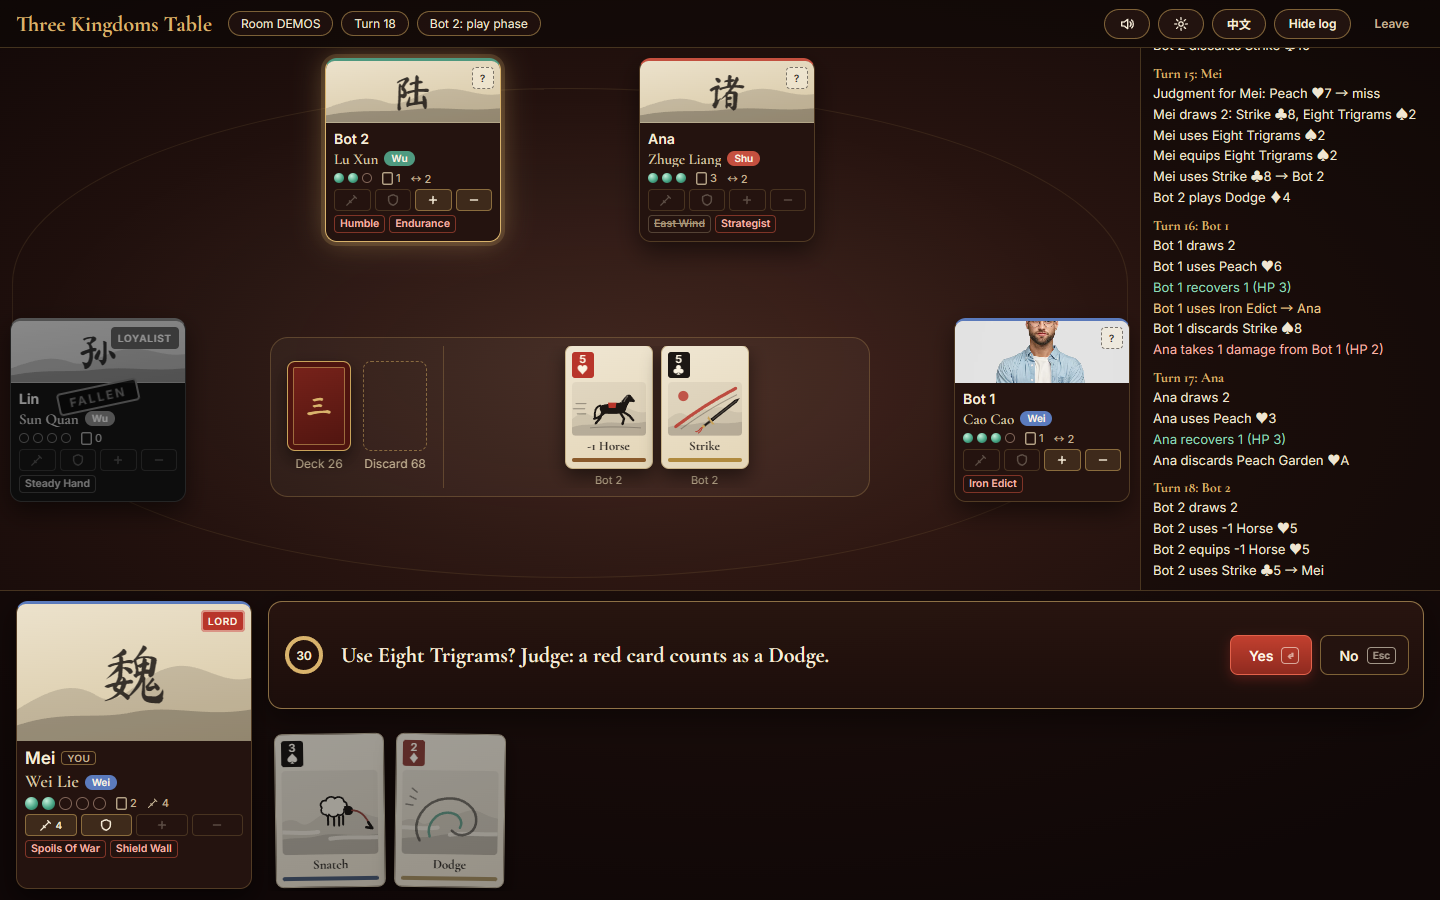 Three Kingdoms Table
Room DEMOS
Turn 18
Bot 2: play phase
中文
Hide log
Leave
陆
?
Bot 2
Lu Xun Wu
1 ↔ 2
+ −
Humble Endurance
诸
?
Ana
Zhuge Liang Shu
3 ↔ 2
+ −
East Wind Strategist
孙
LOYALIST
FALLEN
Lin
Sun Quan Wu
0
+ −
Steady Hand
三
Deck 26
Discard 68
5 ♥
-1 Horse
Bot 2
5 ♣
Strike
Bot 2
?
Bot 1
Cao Cao Wei
1 ↔ 2
+ −
Iron Edict
Turn 15: Mei
Judgment for Mei: Peach ♥7 → miss
Mei draws 2: Strike ♣8, Eight Trigrams ♠2
Mei uses Eight Trigrams ♠2
Mei equips Eight Trigrams ♠2
Mei uses Strike ♣8 → Bot 2
Bot 2 plays Dodge ♦4
Turn 16: Bot 1
Bot 1 draws 2
Bot 1 uses Peach ♥6
Bot 1 recovers 1 (HP 3)
Bot 1 uses Iron Edict → Ana
Bot 1 discards Strike ♠8
Ana takes 1 damage from Bot 1 (HP 2)
Turn 17: Ana
Ana draws 2
Ana uses Peach ♥3
Ana recovers 1 (HP 3)
Ana discards Peach Garden ♥A
Turn 18: Bot 2
Bot 2 draws 2
Bot 2 uses -1 Horse ♥5
Bot 2 equips -1 Horse ♥5
Bot 2 uses Strike ♣5 → Mei
魏
LORD
Mei YOU
Wei Lie Wei
2 4
4 + −
Spoils Of War Shield Wall
30
Use Eight Trigrams? Judge: a red card counts as a Dodge.
Yes ⏎
No Esc
3 ♠
Snatch
2 ♦
Dodge